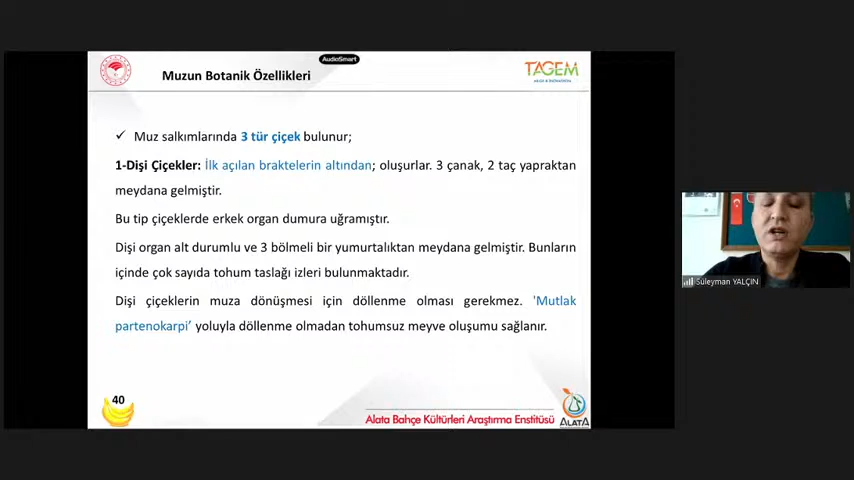 AudioSmart
Muzun Botanik Özellikleri
TAGEM
✓ Muz salkımlarında 3 tür çiçek bulunur;
1-Dişi Çiçekler: İlk açılan braktelerin altından; oluşurlar. 3 çanak, 2 taç yapraktan
meydana gelmiştir.
Bu tip çiçeklerde erkek organ dumura uğramıştır.
Dişi organ alt durumlu ve 3 bölmeli bir yumurtalıktan meydana gelmiştir. Bunların
içinde çok sayıda tohum taslağı izleri bulunmaktadır.
Dişi çiçeklerin muza dönüşmesi için döllenme olması gerekmez. 'Mutlak
partenokarpi’ yoluyla döllenme olmadan tohumsuz meyve oluşumu sağlanır.
Süleyman YALÇIN
40
Alata Bahçe Kültürleri Araştırma Enstitüsü
ALATA